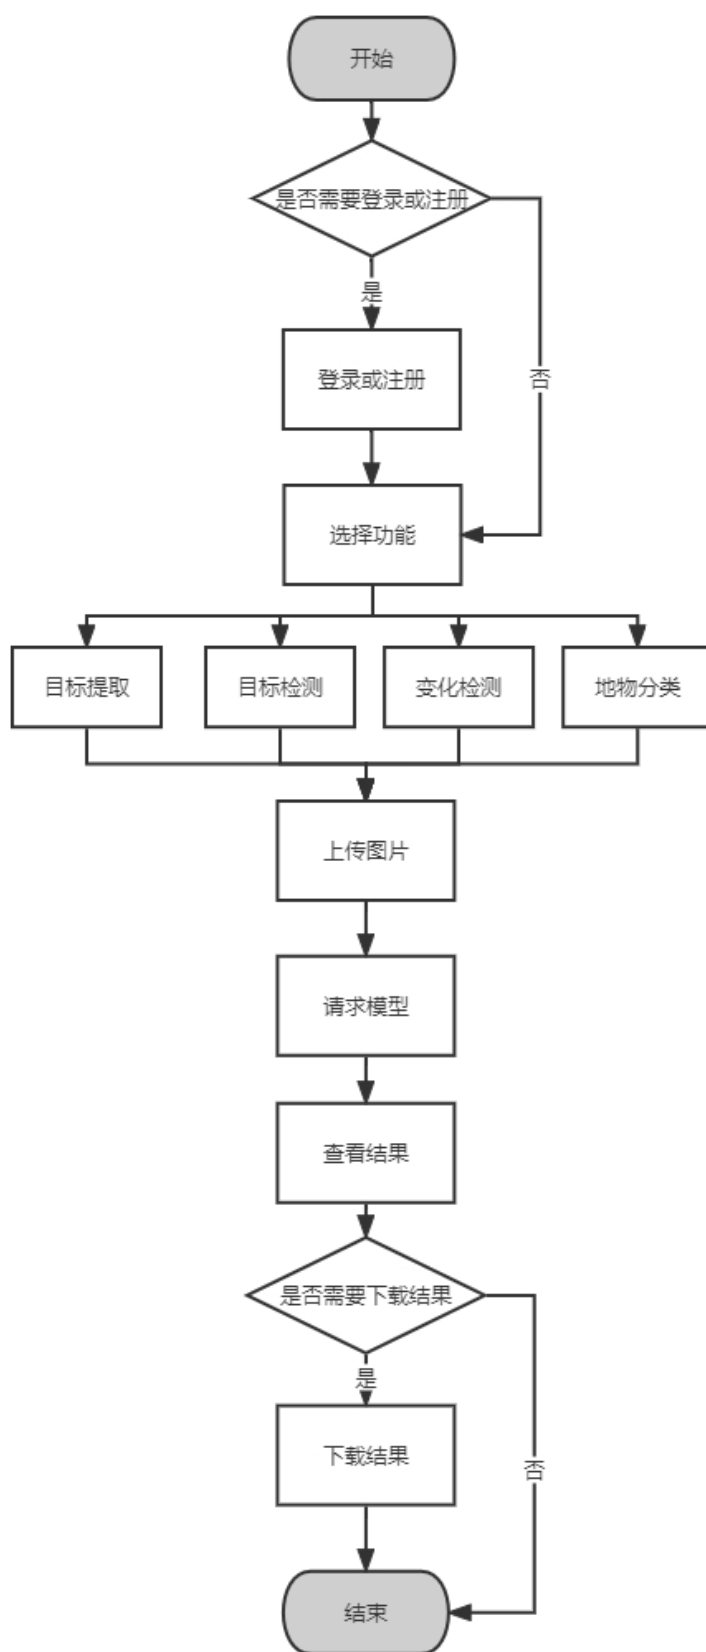 开始
是否需要登录或注册
是
登录或注册
否
选择功能
目标提取
目标检测
变化检测
地物分类
上传图片
请求模型
查看结果
是否需要下载结果
是
下载结果
否
结束